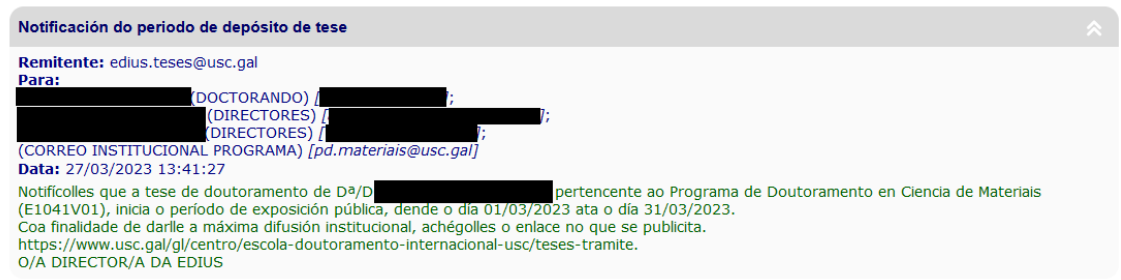 Notificación do periodo de depósito de tese
Remitente: edius.teses@usc.gal
Para:
(DOCTORANDO) [ ];
(DIRECTORES) [ ];
(DIRECTORES) [ ];
(CORREO INSTITUCIONAL PROGRAMA) [pd.materiais@usc.gal]
Data: 27/03/2023 13:41:27
Notifícolles que a tese de doutoramento de Dª/D pertencente ao Programa de Doutoramento en Ciencia de Materiais
(E1041V01), inicia o período de exposición pública, dende o día 01/03/2023 ata o día 31/03/2023.
Coa finalidade de darlle a máxima difusión institucional, achégolles o enlace no que se publicita.
https://www.usc.gal/gl/centro/escola-doutoramento-internacional-usc/teses-tramite.
O/A DIRECTOR/A DA EDIUS